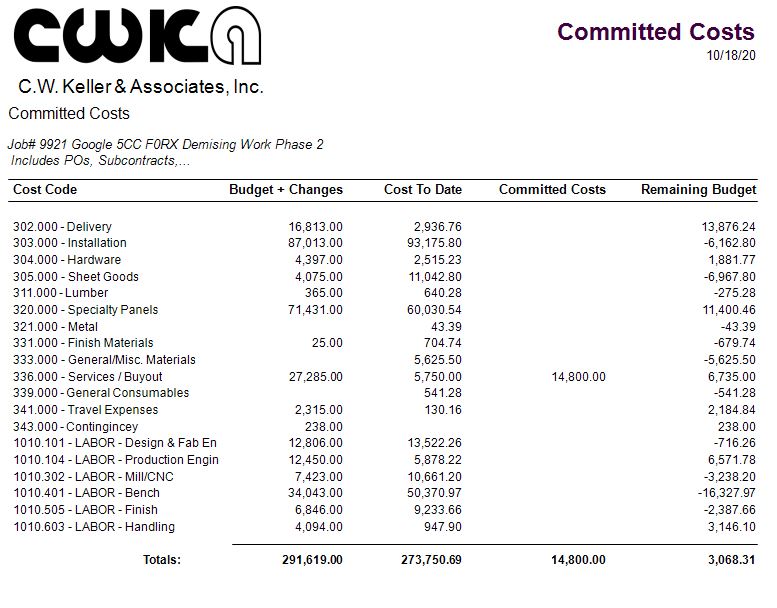 CWKa
Committed Costs
10/18/20
C.W. Keller & Associates, Inc.
Committed Costs
Job# 9921 Google 5CC F0RX Demising Work Phase 2
Includes POs, Subcontracts,...
Cost Code Budget + Changes Cost To Date Committed Costs Remaining Budget
302.000 - Delivery 16,813.00 2,936.76 13,876.24
303.000 - Installation 87,013.00 93,175.80 -6,162.80
304.000 - Hardware 4,397.00 2,515.23 1,881.77
305.000 - Sheet Goods 4,075.00 11,042.80 -6,967.80
311.000 - Lumber 365.00 640.28 -275.28
320.000 - Specialty Panels 71,431.00 60,030.54 11,400.46
321.000 - Metal 43.39 -43.39
331.000 - Finish Materials 25.00 704.74 -679.74
333.000 - General/Misc. Materials 5,625.50 -5,625.50
336.000 - Services / Buyout 27,285.00 5,750.00 14,800.00 6,735.00
339.000 - General Consumables 541.28 -541.28
341.000 - Travel Expenses 2,315.00 130.16 2,184.84
343.000 - Contingincey 238.00 238.00
1010.101 - LABOR - Design & Fab En 12,806.00 13,522.26 -716.26
1010.104 - LABOR - Production Engin 12,450.00 5,878.22 6,571.78
1010.302 - LABOR - Mill/CNC 7,423.00 10,661.20 -3,238.20
1010.401 - LABOR - Bench 34,043.00 50,370.97 -16,327.97
1010.505 - LABOR - Finish 6,846.00 9,233.66 -2,387.66
1010.603 - LABOR - Handling 4,094.00 947.90 3,146.10
Totals: 291,619.00 273,750.69 14,800.00 3,068.31